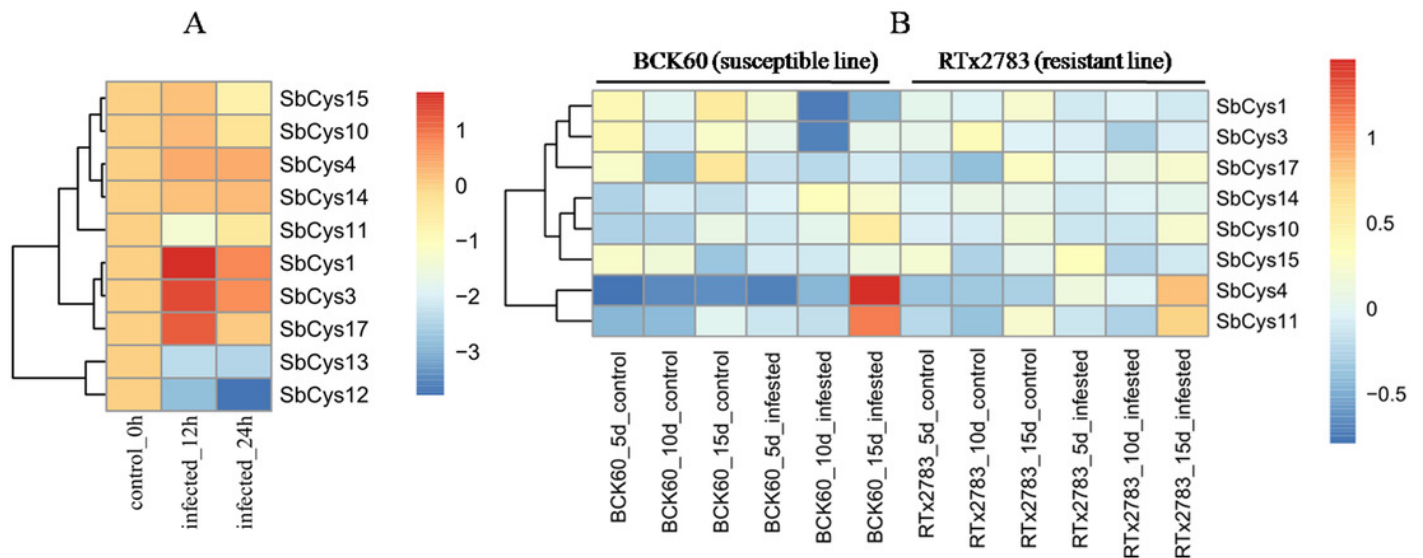 A
SbCys15
SbCys10
SbCys4
SbCys14
SbCys11
SbCys1
SbCys3
SbCys17
SbCys13
SbCys12
control_0h
infected_12h
infected_24h
1
0
−1
−2
−3
B
BCK60 (susceptible line)
RTx2783 (resistant line)
SbCys1
SbCys3
SbCys17
SbCys14
SbCys10
SbCys15
SbCys4
SbCys11
BCK60_5d_control
BCK60_10d_control
BCK60_15d_control
BCK60_5d_infested
BCK60_10d_infested
BCK60_15d_infested
RTx2783_5d_control
RTx2783_10d_control
RTx2783_15d_control
RTx2783_5d_infested
RTx2783_10d_infested
RTx2783_15d_infested
1
0.5
0
−0.5